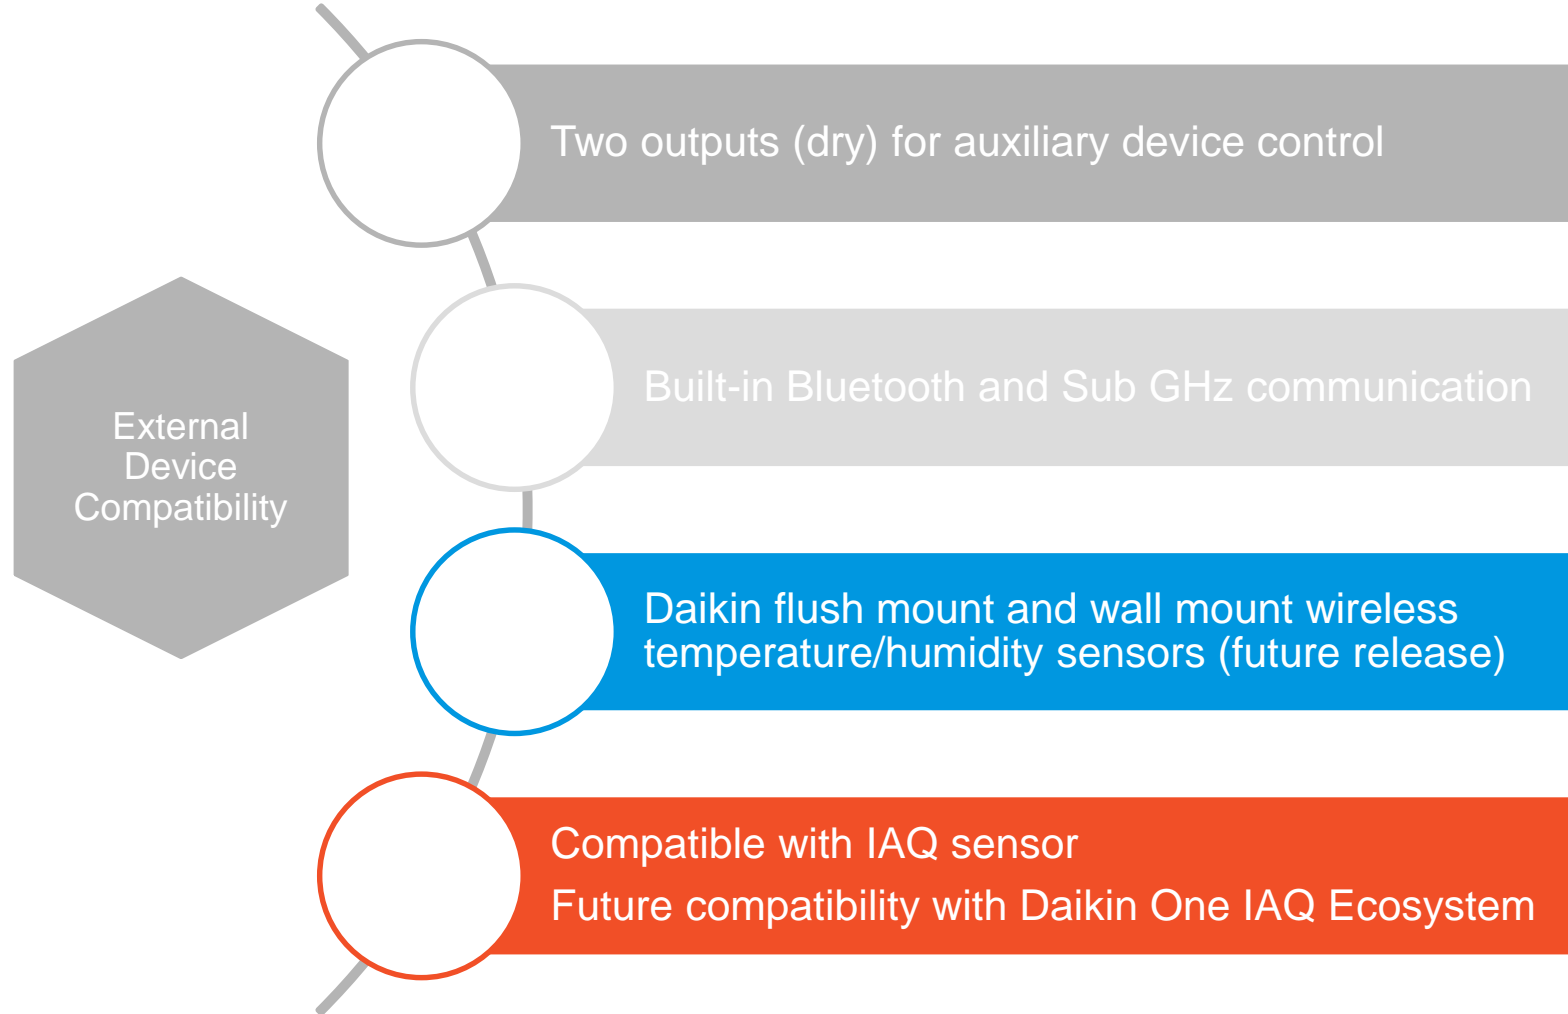 External
Device
Compatibility
Two outputs (dry) for auxiliary device control
Built-in Bluetooth and Sub GHz communication
Daikin flush mount and wall mount wireless
temperature/humidity sensors (future release)
Compatible with IAQ sensor
Future compatibility with Daikin One IAQ Ecosystem